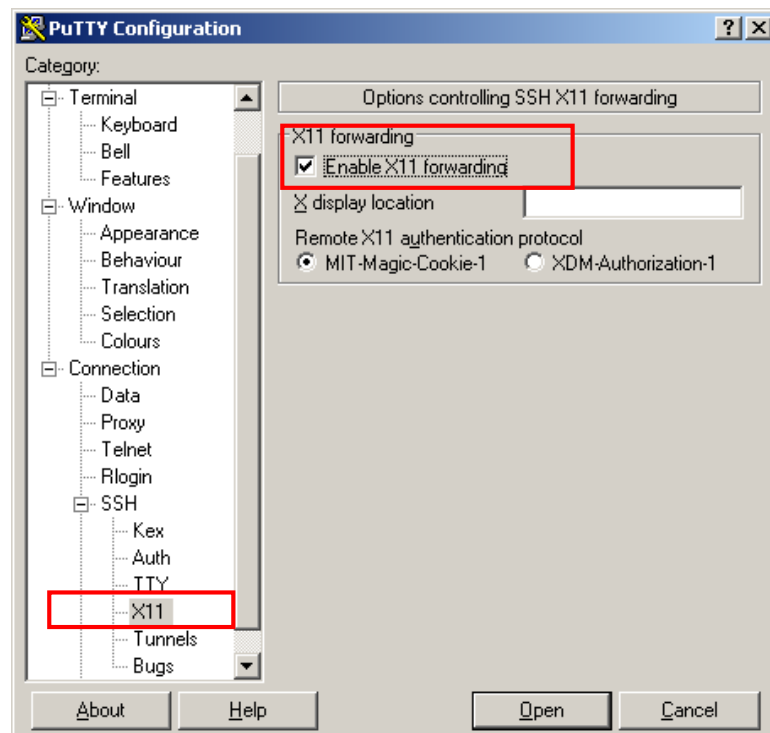 PuTTY Configuration
Category:
Terminal
Keyboard
Bell
Features
Window
Appearance
Behaviour
Translation
Selection
Colours
Connection
Data
Proxy
Telnet
Rlogin
SSH
Kex
Auth
TTY
X11
Tunnels
Bugs
Options controlling SSH X11 forwarding
X11 forwarding
Enable X11 forwarding
X display location
Remote X11 authentication protocol
MIT-Magic-Cookie-1 XDM-Authorization-1
About Help Open Cancel